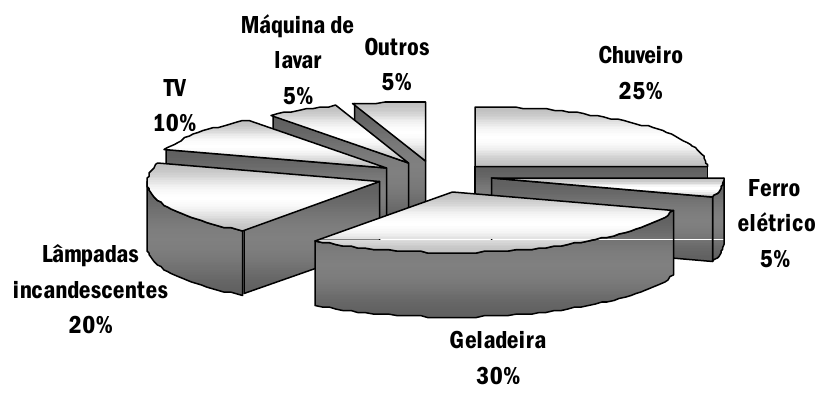 Máquina de
lavar
5%
Outros
5%
Chuveiro
25%
TV
10%
Ferro
elétrico
5%
Lâmpadas
incandescentes
20%
Geladeira
30%